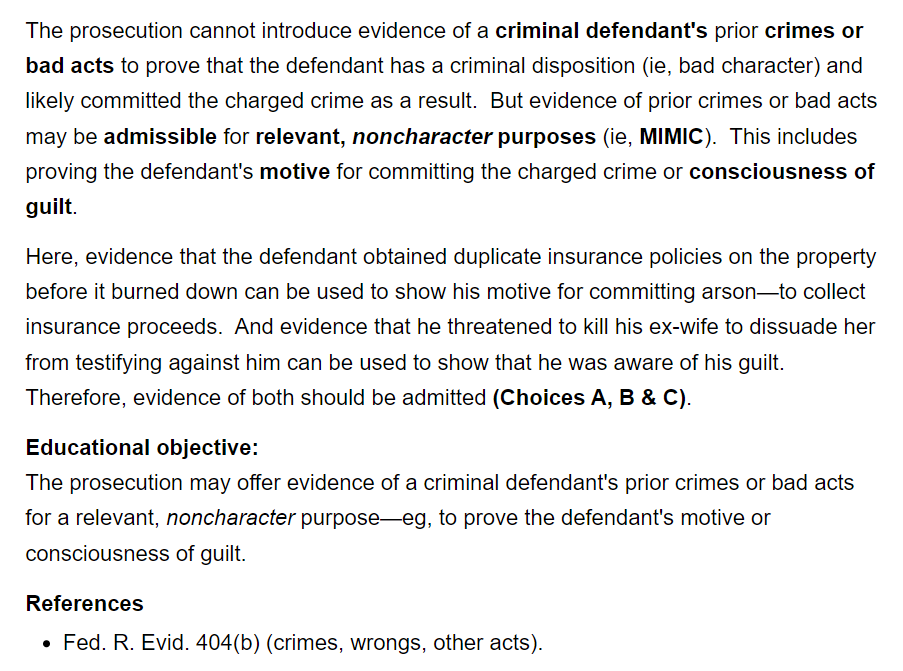 The prosecution cannot introduce evidence of a criminal defendant's prior crimes or
bad acts to prove that the defendant has a criminal disposition (ie, bad character) and
likely committed the charged crime as a result.  But evidence of prior crimes or bad acts
may be admissible for relevant, noncharacter purposes (ie, MIMIC).  This includes
proving the defendant's motive for committing the charged crime or consciousness of
guilt.
Here, evidence that the defendant obtained duplicate insurance policies on the property
before it burned down can be used to show his motive for committing arson—to collect
insurance proceeds.  And evidence that he threatened to kill his ex-wife to dissuade her
from testifying against him can be used to show that he was aware of his guilt.
Therefore, evidence of both should be admitted (Choices A, B & C).
Educational objective:
The prosecution may offer evidence of a criminal defendant's prior crimes or bad acts
for a relevant, noncharacter purpose—eg, to prove the defendant's motive or
consciousness of guilt.
References
• Fed. R. Evid. 404(b) (crimes, wrongs, other acts).